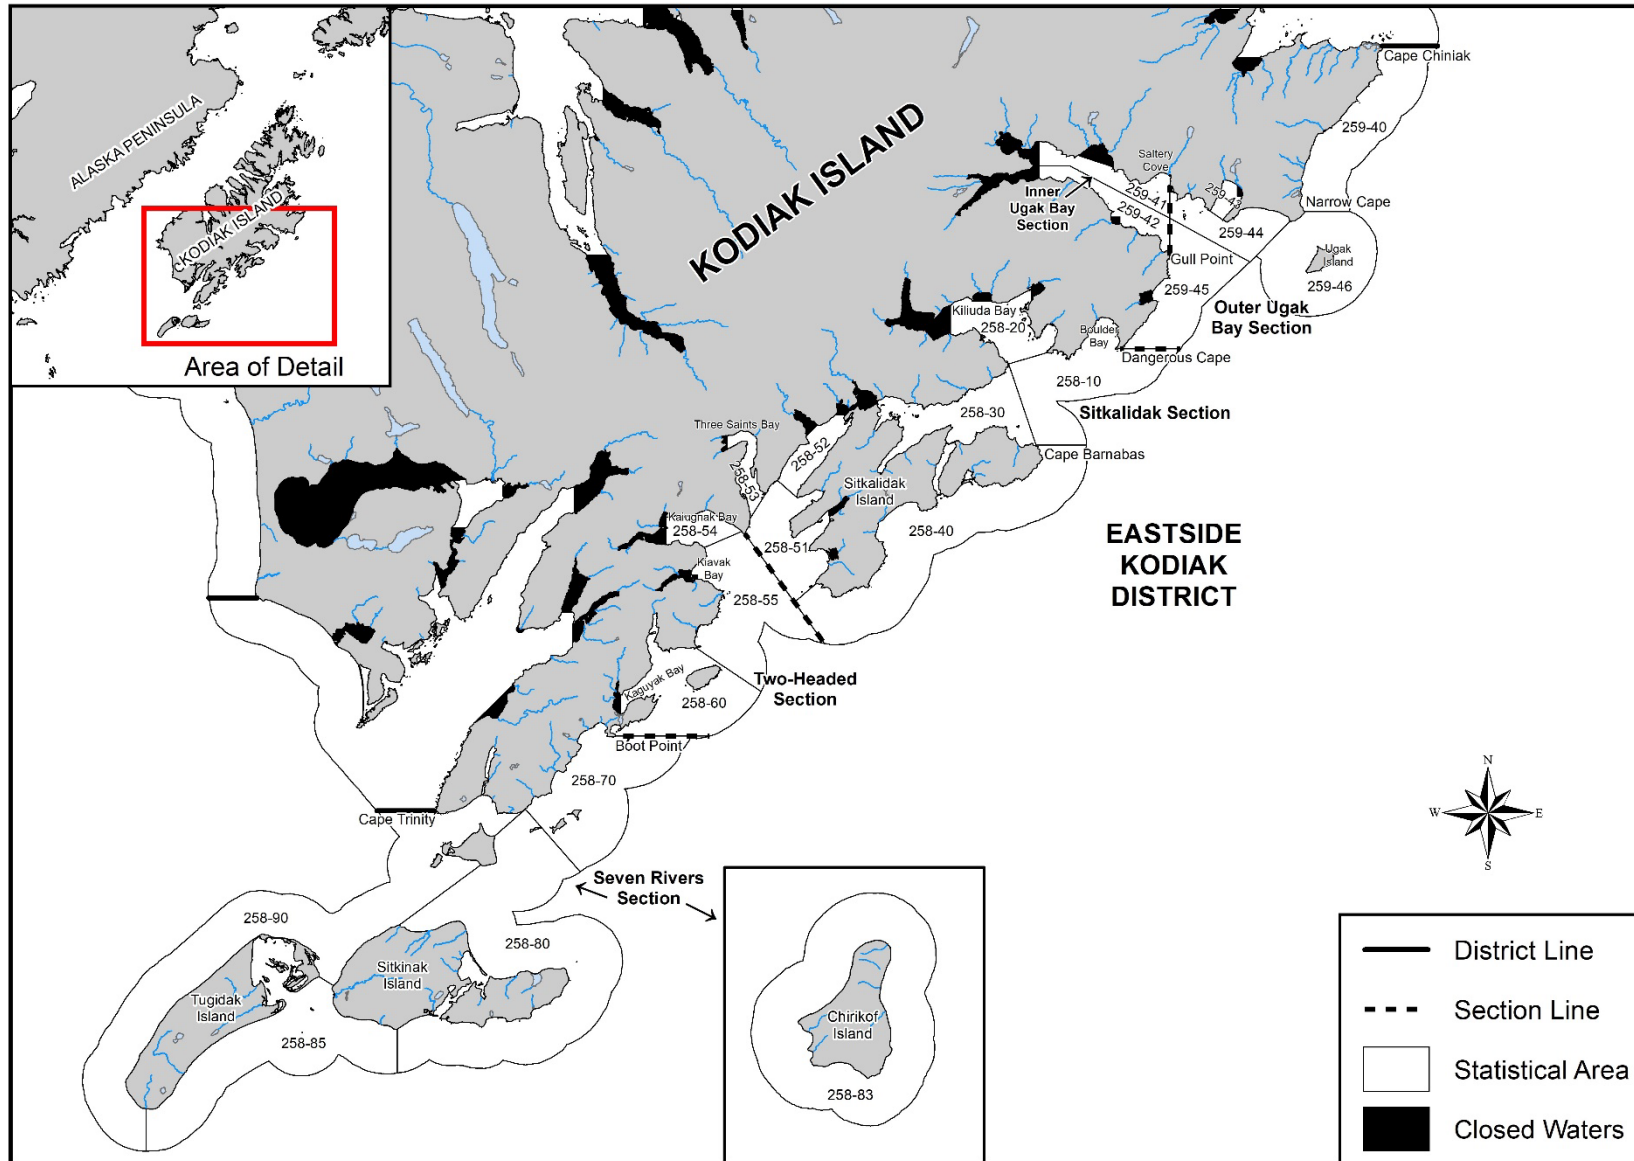 ALASKA PENINSULA
KODIAK ISLAND
Area of Detail
KODIAK ISLAND
Cape Chiniak
259-40
Saltery
Cove
259-41
259-43
Narrow Cape
Inner
Ugak Bay
Section
259-42
259-44
Ugak
Island
Gull Point
259-46
259-45
Outer Ugak
Bay Section
Kiliuda Bay
258-20
Boulder
Bay
Dangerous Cape
258-10
Sitkalidak Section
258-30
Three Saints Bay
258-52
Cape Barnabas
258-53
Sitkalidak
Island
Kaiugnak Bay
258-54
258-51
258-40
EASTSIDE
KODIAK
DISTRICT
Kiavak
Bay
258-55
Two-Headed
Section
Kaguyak Bay
258-60
Boot Point
258-70
Cape Trinity
N
W
E
S
Seven Rivers
Section
258-90
258-80
Sitkinak
Island
Tugidak
Island
258-85
Chirikof
Island
258-83
District Line
Section Line
Statistical Area
Closed Waters